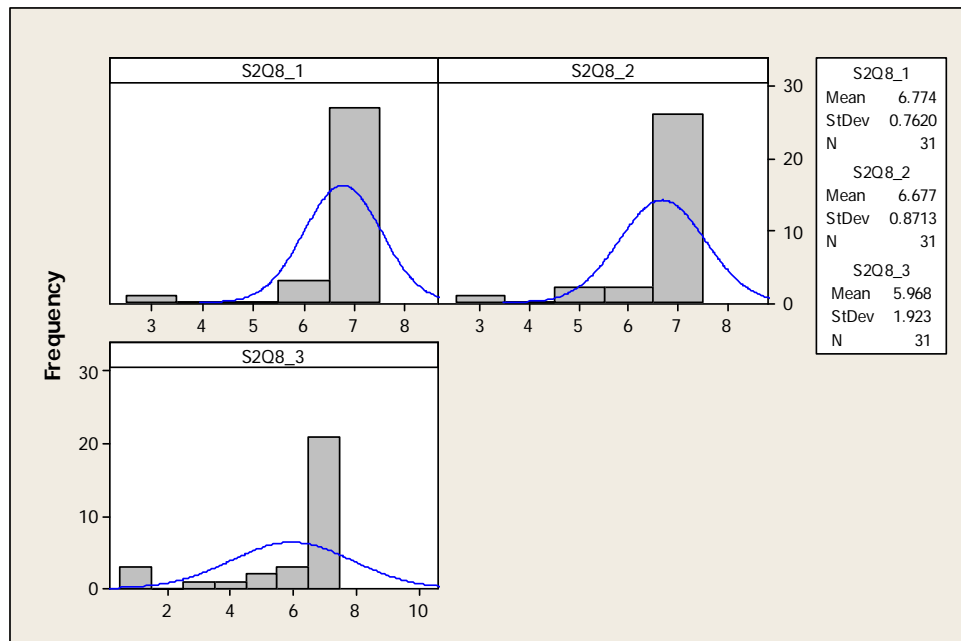 S2Q8_1
S2Q8_2
30
20
10
0
3 4 5 6 7 8
3 4 5 6 7 8
S2Q8_1
Mean 6.774
StDev 0.7620
N 31
S2Q8_2
Mean 6.677
StDev 0.8713
N 31
S2Q8_3
Mean 5.968
StDev 1.923
N 31
Frequency
S2Q8_3
30
20
10
0
2 4 6 8 10